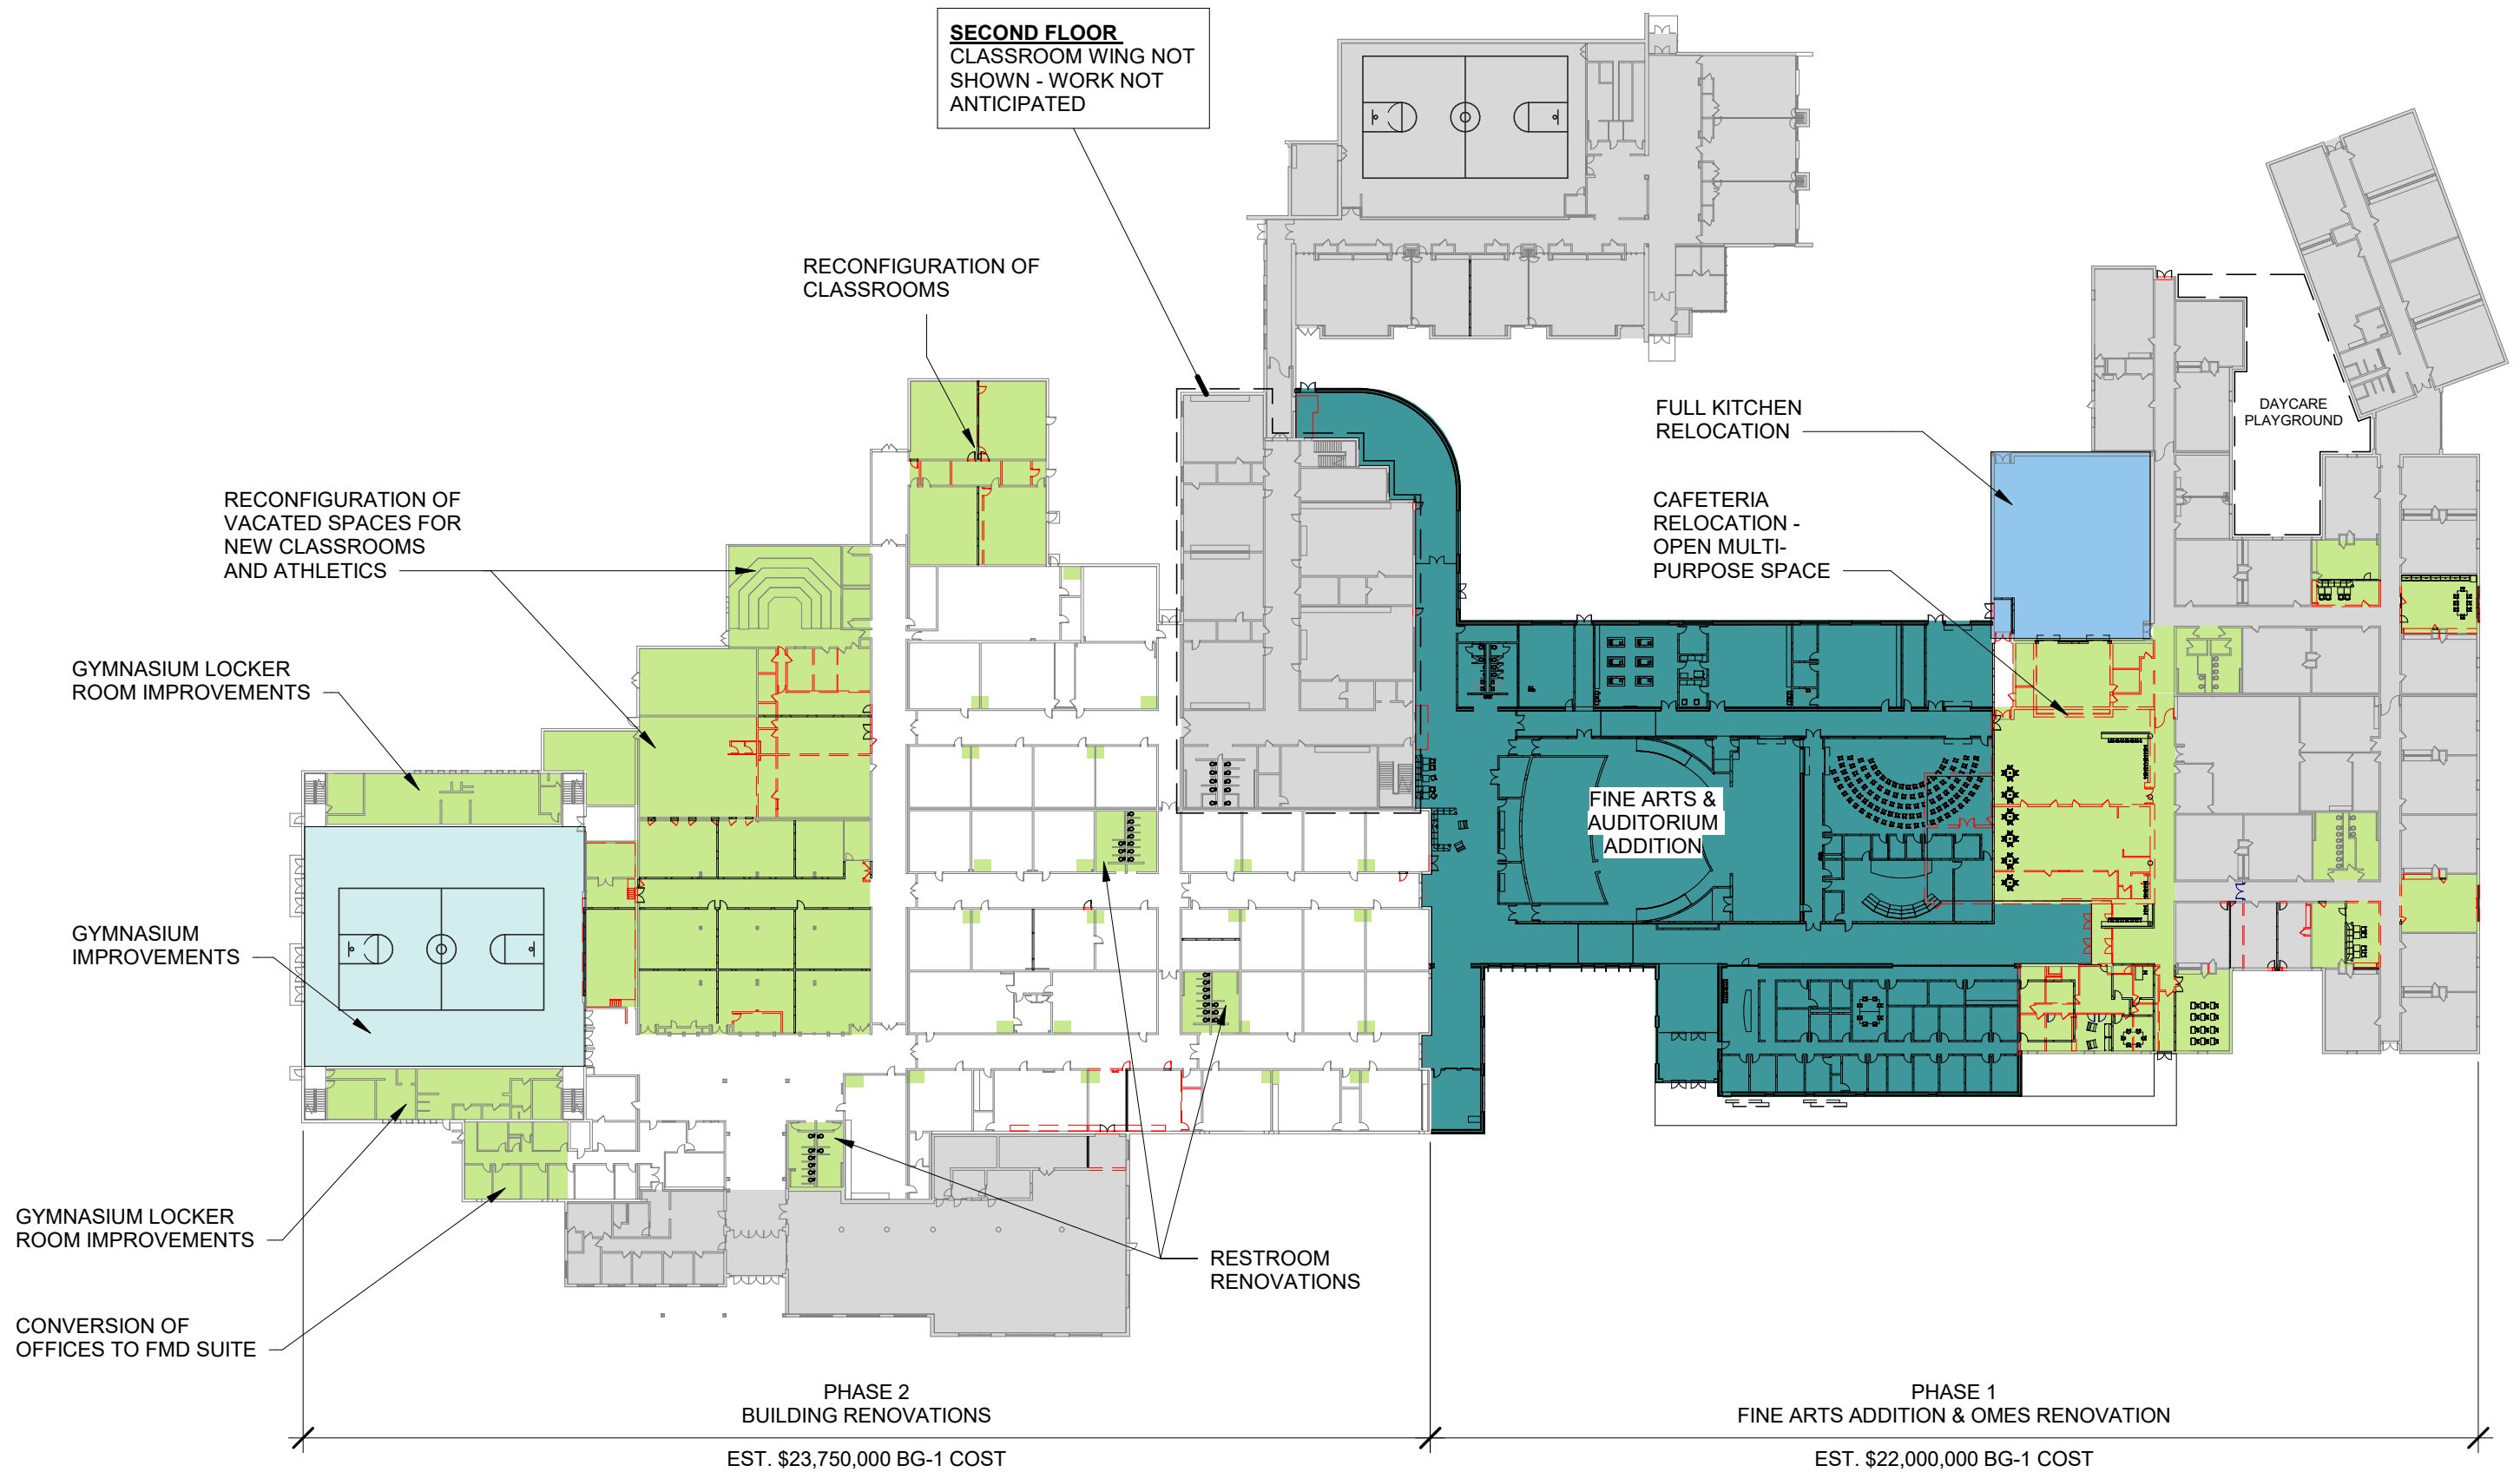 SECOND FLOOR
CLASSROOM WING NOT
SHOWN - WORK NOT
ANTICIPATED
RECONFIGURATION OF
CLASSROOMS
RECONFIGURATION OF
VACATED SPACES FOR
NEW CLASSROOMS
AND ATHLETICS
GYMNASIUM LOCKER
ROOM IMPROVEMENTS
GYMNASIUM
IMPROVEMENTS
GYMNASIUM LOCKER
ROOM IMPROVEMENTS
CONVERSION OF
OFFICES TO FMD SUITE
RESTROOM
RENOVATIONS
FULL KITCHEN
RELOCATION
CAFETERIA
RELOCATION -
OPEN MULTI-
PURPOSE SPACE
DAYCARE
PLAYGROUND
FINE ARTS &
AUDITORIUM
ADDITION
PHASE 2
BUILDING RENOVATIONS
EST. $23,750,000 BG-1 COST
PHASE 1
FINE ARTS ADDITION & OMES RENOVATION
EST. $22,000,000 BG-1 COST